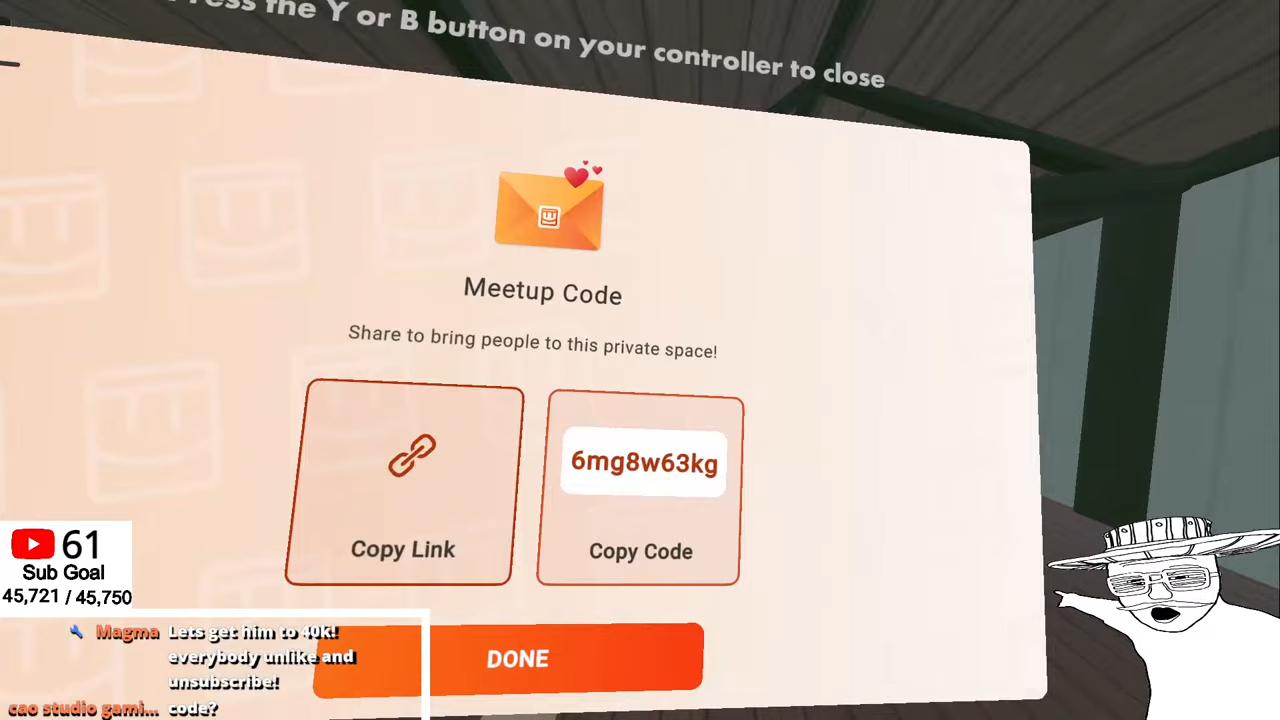 the Y or B button on your controller to close
Meetup Code
Share to bring people to this private space!
6mg8w63kg
Copy Link
Copy Code
DONE
61
Sub Goal
45,721 / 45,750
Magma Lets get him to 40k!
everybody unlike and
unsubscribe!
cao studio gami... code?